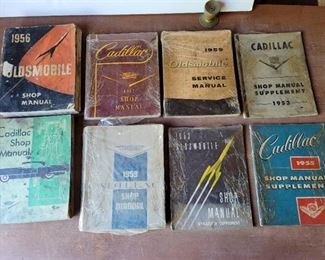 1956
OLDSMOBILE
SHOP
MANUAL
Cadillac
SHOP
MANUAL
1959
Oldsmobile
SERVICE
MANUAL
CADILLAC
SHOP MANUAL
SUPPLEMENT
1953
Cadillac
Shop
Manual
1953
SHOP
MANUAL
OLDSMOBILE
SHOP
MANUAL
Cadillac
1955
SHOP MANUAL
SUPPLEMENT